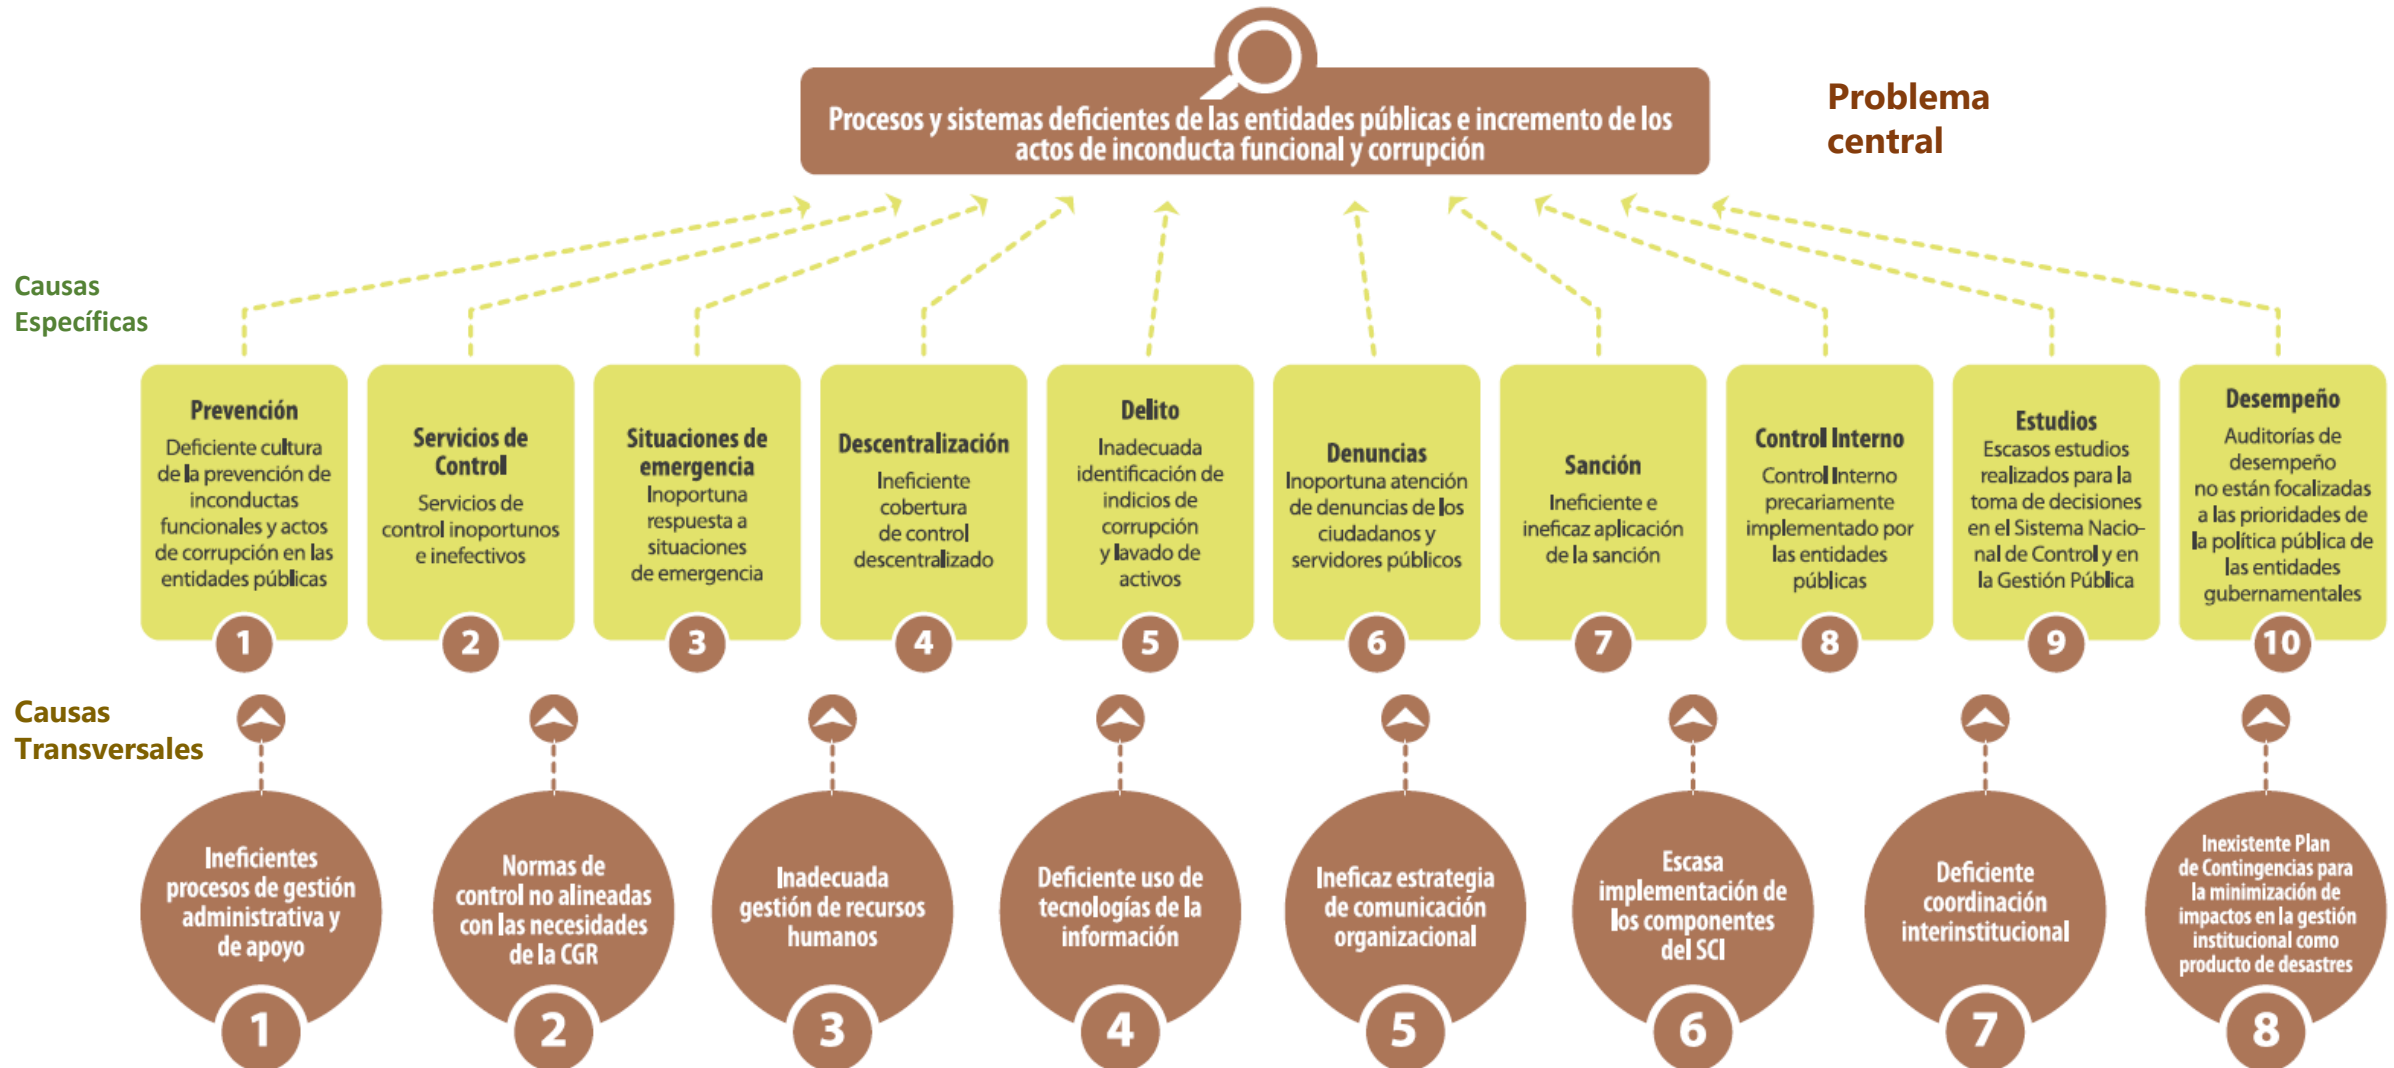 Procesos y sistemas deficientes de las entidades públicas e incremento de los
actos de inconducta funcional y corrupción
Problema
central
Causas
Específicas
Prevención
Deficiente cultura
de la prevención de
inconductas
funcionales y actos
de corrupción en las
entidades públicas
1
Servicios de
Control
Servicios de
control inoportunos
e inefectivos
2
Situaciones de
emergencia
Inoportuna
respuesta a
situaciones
de emergencia
3
Descentralización
Ineficiente
cobertura
de control
descentralizado
4
Delito
Inadecuada
identificación de
indicios de
corrupción
y lavado de
activos
5
Denuncias
Inoportuna atención
de denuncias de los
ciudadanos y
servidores públicos
6
Sanción
Ineficiente e
ineficaz aplicación
de la sanción
7
Control Interno
Control Interno
precariamente
implementado por
las entidades
públicas
8
Estudios
Escasos estudios
realizados para la
toma de decisiones
en el Sistema Nacio-
nal de Control y en
la Gestión Pública
9
Desempeño
Auditorías de
desempeño
no están focalizadas
a las prioridades de
la política pública de
las entidades
gubernamentales
10
Causas
Transversales
Ineficientes
procesos de gestión
administrativa y
de apoyo
1
Normas de
control no alineadas
con las necesidades
de la CGR
2
Inadecuada
gestión de recursos
humanos
3
Deficiente uso de
tecnologías de la
información
4
Ineficaz estrategia
de comunicación
organizacional
5
Escasa
implementación de
los componentes
del SCI
6
Deficiente
coordinación
interinstitucional
7
Inexistente Plan
de Contingencias para
la minimización de
impactos en la gestión
institucional como
producto de desastres
8